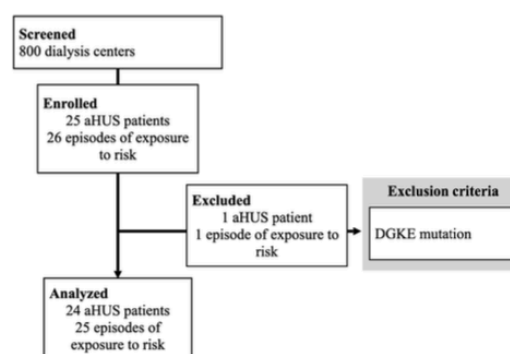 Screened
800 dialysis centers
Enrolled
25 aHUS patients
26 episodes of exposure
to risk
Excluded
1 aHUS patient
1 episode of exposure to
risk
Exclusion criteria
DGKE mutation
Analyzed
24 aHUS patients
25 episodes of
exposure to risk